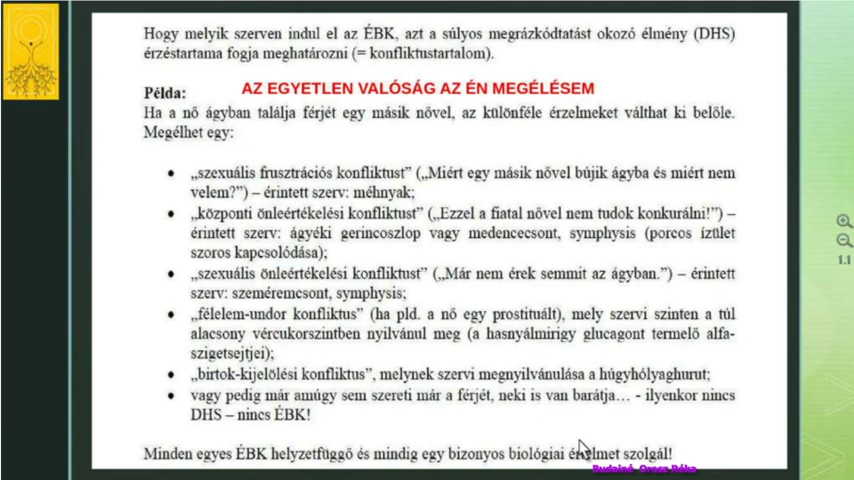 Hogy melyik szerven indul el az ÉBK, azt a súlyos megrázkódtatást okozó élmény (DHS)
érzéstartama fogja meghatározni (= konfliktustartalom).
Példa: AZ EGYETLEN VALÓSÁG AZ ÉN MEGÉLÉSEM
Ha a nő ágyban találja férjét egy másik nővel, az különféle érzelmeket válthat ki belőle.
Megélhet egy:
• „szexuális frusztrációs konfliktust” („Miért egy másik nővel bújik ágyba és miért nem
velem?”) – érintett szerv: méhnyak;
• „központi önleértékelési konfliktust” („Ezzel a fiatal nővel nem tudok konkurálni!”) –
érintett szerv: ágyéki gerincoszlop vagy medencecsont, symphysis (porcos ízület
szoros kapcsolódása);
• „szexuális önleértékelési konfliktust” („Már nem érek semmit az ágyban.”) – érintett
szerv: szeméremcsont, symphysis;
• „félelem-undor konfliktus” (ha pld. a nő egy prostituált), mely szervi szinten a túl
alacsony vércukorszintben nyilvánul meg (a hasnyálmirigy glucagont termelő alfa-
szigetsejtjei);
• „birtok-kijelölési konfliktus”, melynek szervi megnyilvánulása a húgyhólyaghurut;
• vagy pedig már amúgy sem szereti már a férjét, neki is van barátja… - ilyenkor nincs
DHS – nincs ÉBK!
Minden egyes ÉBK helyzetfüggő és mindig egy bizonyos biológiai értelmet szolgál!
Budainé Orosz Réka
1.1